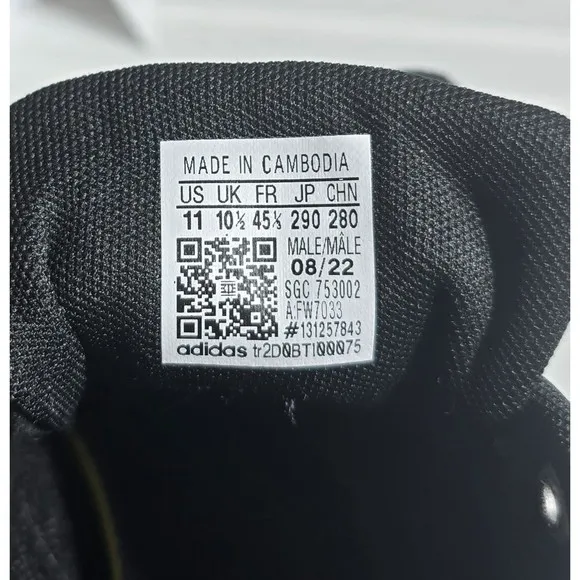 MADE IN CAMBODIA
US UK FR JP CHN
11 10½ 45⅓ 290 280
MALE/MÂLE
08/22
SGC 753002
A:FW7033
#131257843
adidas tr2D0BTI00075